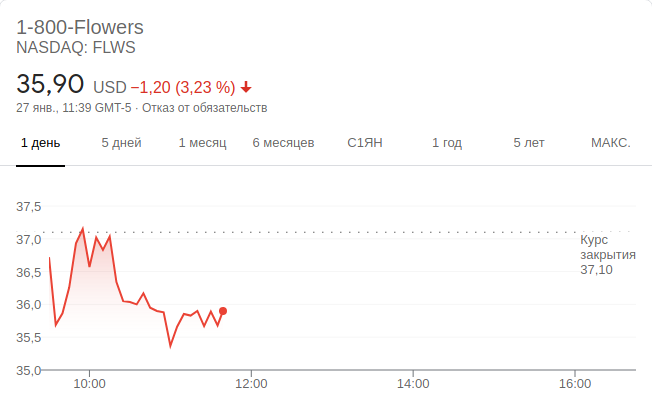 1-800-Flowers
NASDAQ: FLWS
35,90 USD −1,20 (3,23 %)
27 янв., 11:39 GMT-5 · Отказ от обязательств
1 день 5 дней 1 месяц 6 месяцев С1ЯН 1 год 5 лет МАКС.
37,5
37,0
36,5
36,0
35,5
35,0
Курс
закрытия
37,10
10:00 12:00 14:00 16:00